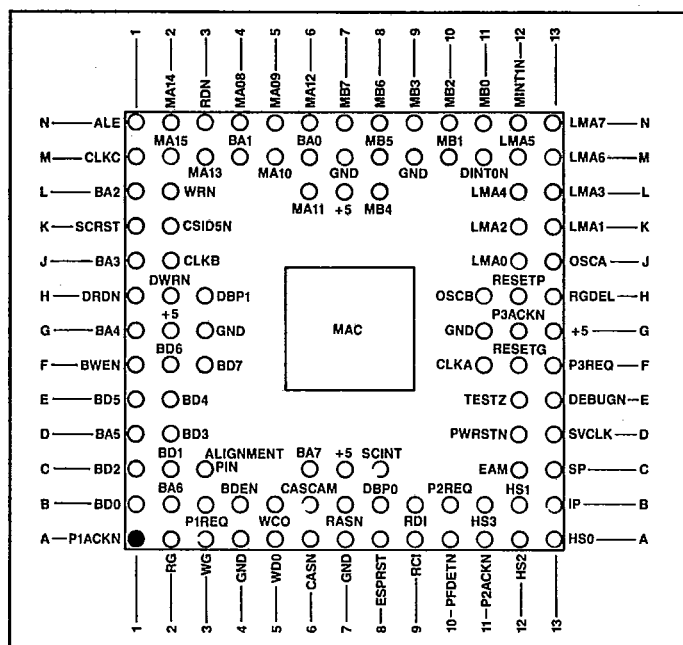 1 2 3 4 5 6 7 8 9 10 11 12 13
MA14 RDN MA08 MA09 MA12 MB7 MB6 MB3 MB2 MB0 MINT1N
N ALE LMA7 N
MA15 BA1 BA0 MB5 MB1 LMA5
M CLKC LMA6 M
MA13 MA10 GND GND DINT0N
L BA2 WRN LMA4 LMA3 L
MA11 +5 MB4
K SCRST CSID5N LMA2 LMA1 K
J BA3 CLKB LMA0 OSCA J
DWRN RESETP
H DRDN DBP1 OSCB RGDEL H
+5 P3ACKN
G BA4 GND MAC GND +5 G
BD6 RESETG
F BWEN BD7 CLKA P3REQ F
E BD5 BD4 TESTZ DEBUGN E
D BA5 BD3 PWRSTN SVCLK D
BD1 ALIGNMENT PIN BA7 +5 SCINT
C BD2 EAM SP C
BA6 BDEN CASCAM DBP0 P2REQ HS1
B BD0 IP B
P1REQ WCO RASN RDI HS3
A P1ACKN HS0 A
RG WG GND WD0 CASN GND ESPRST RCI PFDETN P2ACKN HS2
1 2 3 4 5 6 7 8 9 10 11 12 13